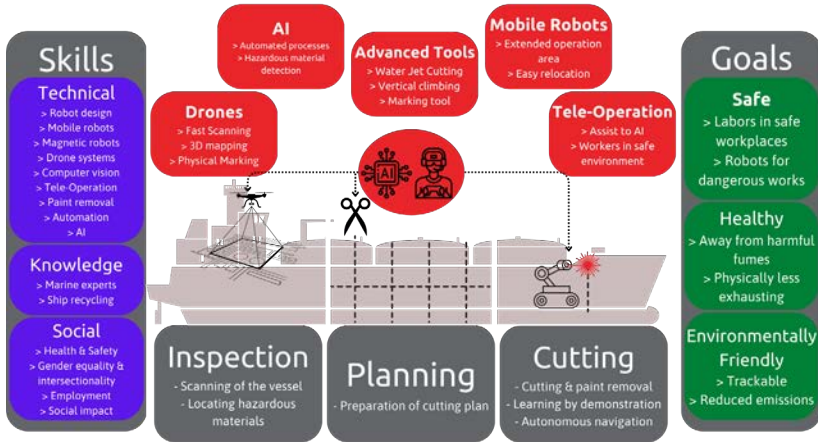 Skills
Technical
> Robot design
> Mobile robots
> Magnetic robots
> Drone systems
> Computer vision
> Tele-Operation
> Paint removal
> Automation
> AI
Knowledge
> Marine experts
> Ship recycling
Social
> Health & Safety
> Gender equality &
intersectionality
> Employment
> Social impact
Drones
> Fast Scanning
> 3D mapping
> Physical Marking
AI
> Automated processes
> Hazardous material
detection
Advanced Tools
> Water Jet Cutting
> Vertical climbing
> Marking tool
Mobile Robots
> Extended operation
area
> Easy relocation
Tele-Operation
> Assist to AI
> Workers in safe
environment
AI
Inspection
- Scanning of the vessel
- Locating hazardous
materials
Planning
- Preparation of cutting plan
Cutting
- Cutting & paint removal
- Learning by demonstration
- Autonomous navigation
Goals
Safe
> Labors in safe
workplaces
> Robots for
dangerous works
Healthy
> Away from harmful
fumes
> Physically less
exhausting
Environmentally
Friendly
> Trackable
> Reduced emissions